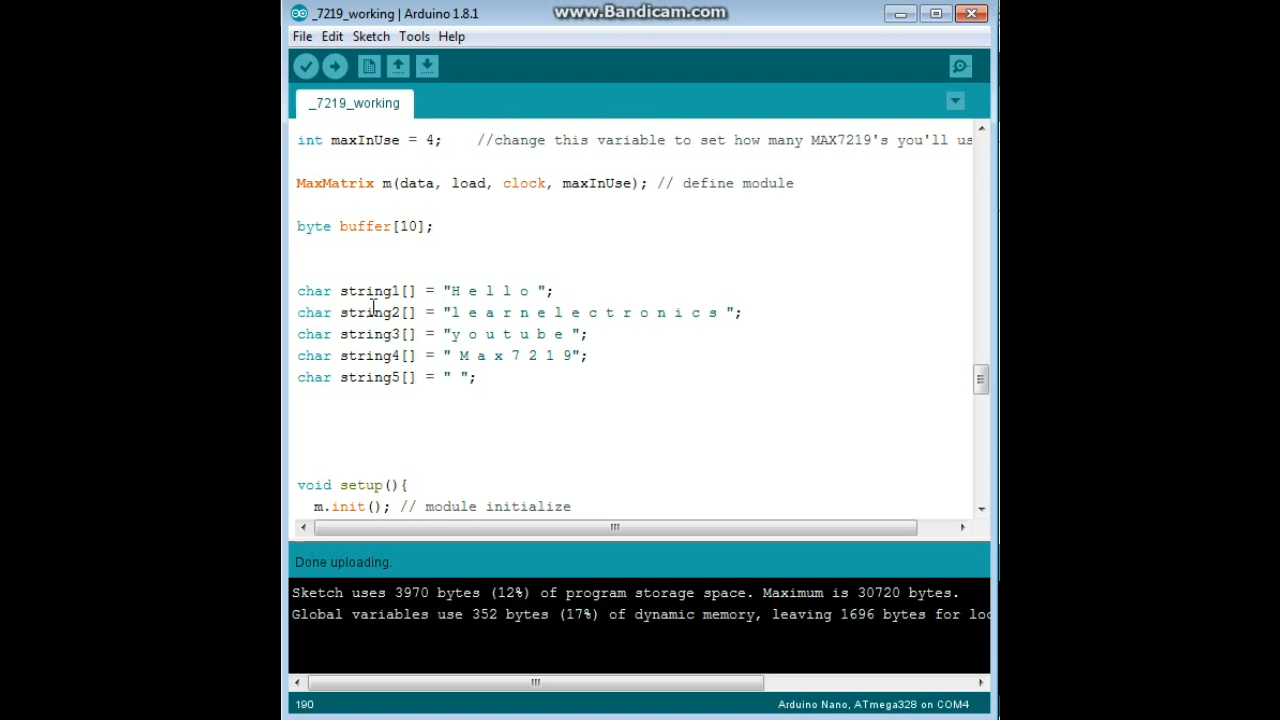 _7219_working | Arduino 1.8.1
www.Bandicam.com
File Edit Sketch Tools Help
_7219_working
int maxInUse = 4;    //change this variable to set how many MAX7219's you'll us
MaxMatrix m(data, load, clock, maxInUse); // define module
byte buffer[10];
char string1[] = "H e l l o ";
char string2[] = "l e a r n e l e c t r o n i c s ";
char string3[] = "y o u t u b e ";
char string4[] = " M a x 7 2 1 9";
char string5[] = " ";
void setup(){
  m.init(); // module initialize
Done uploading.
Sketch uses 3970 bytes (12%) of program storage space. Maximum is 30720 bytes.
Global variables use 352 bytes (17%) of dynamic memory, leaving 1696 bytes for loc
190
Arduino Nano, ATmega328 on COM4